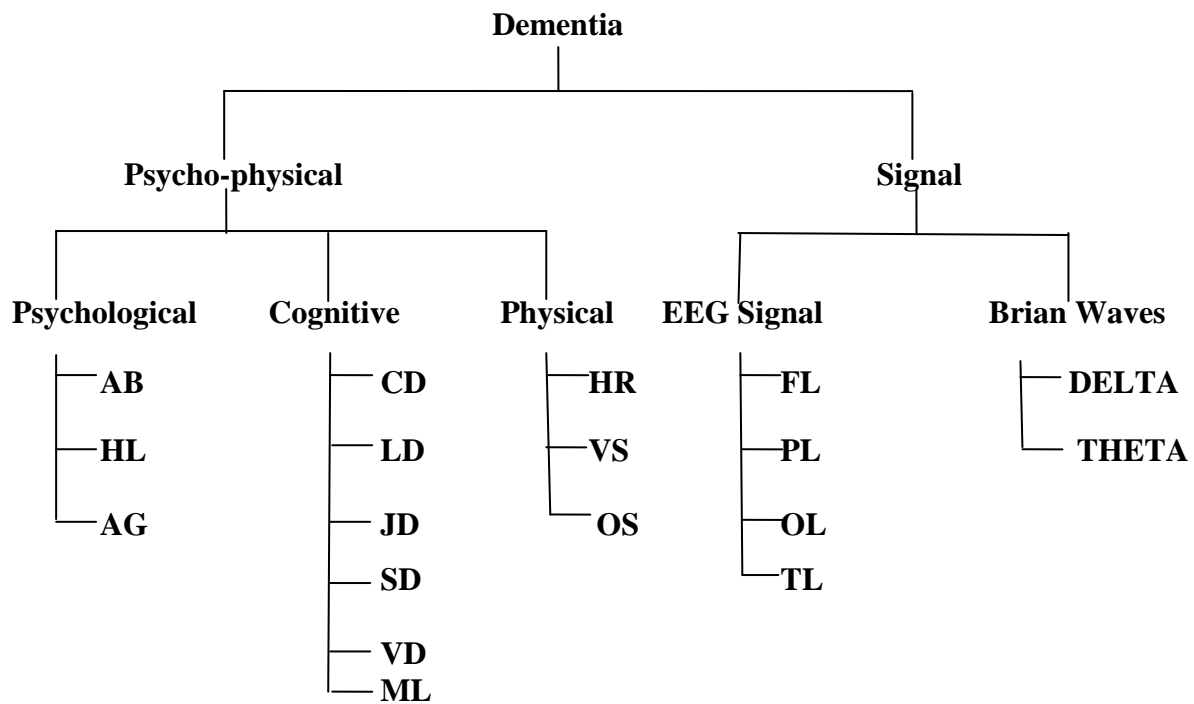 Dementia
Psycho-physical Signal
Psychological Cognitive Physical EEG Signal Brian Waves
AB CD HR FL DELTA
HL LD VS PL THETA
AG JD OS OL
SD TL
VD
ML